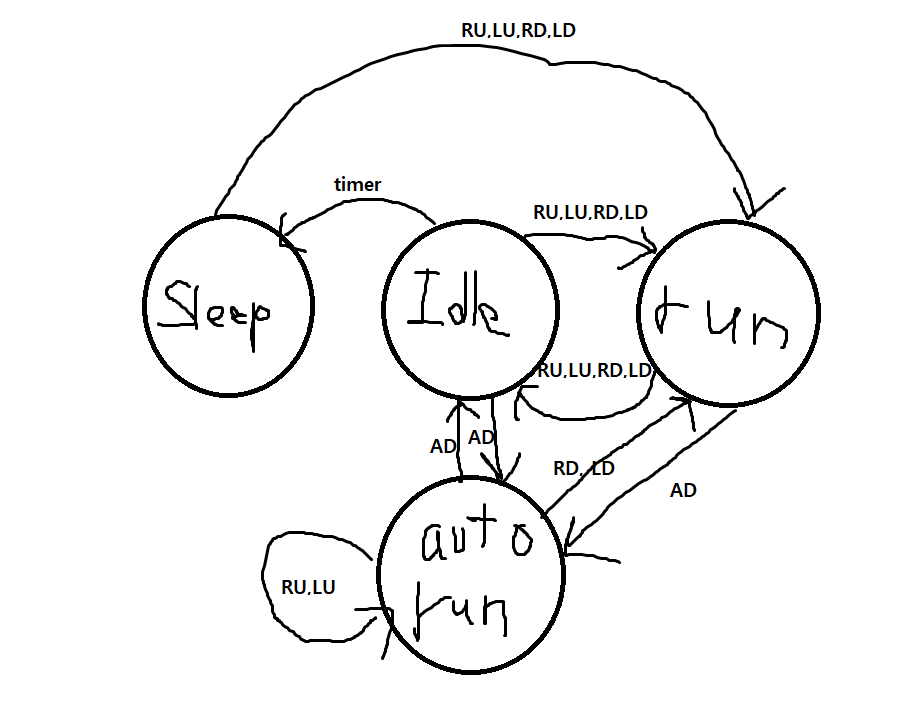 RU,LU,RD,LD
timer
RU,LU,RD,LD
Sleep
Idle
run
RU,LU,RD,LD
AD
AD
RD, LD
AD
auto
run
RU,LU